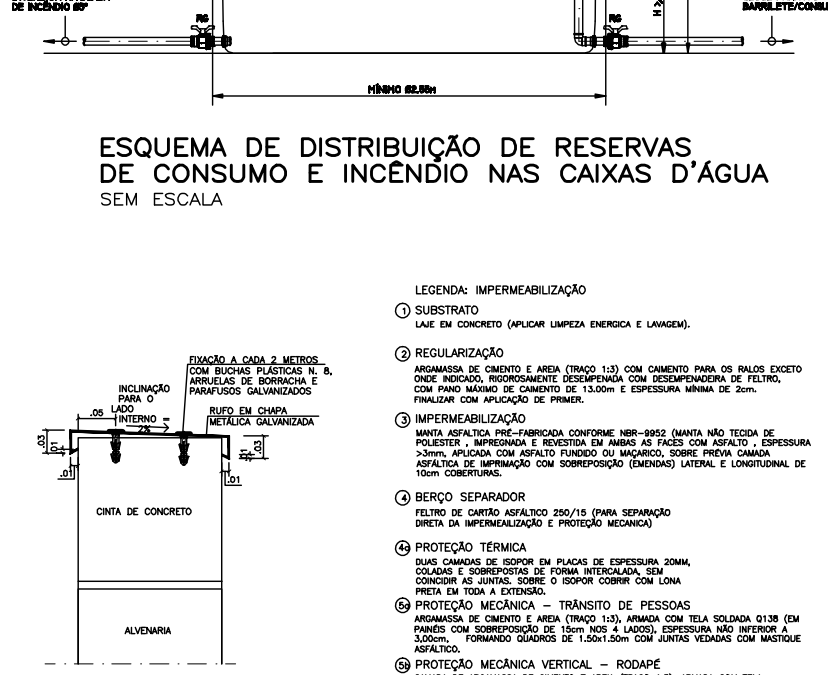 DE INCÊNDIO Ø3"
RG
RG
H
BARRILETE/CONSU
MÍNIMO Ø2.55m
ESQUEMA DE DISTRIBUIÇÃO DE RESERVAS
DE CONSUMO E INCÊNDIO NAS CAIXAS D'ÁGUA
SEM ESCALA
FIXAÇÃO A CADA 2 METROS
COM BUCHAS PLÁSTICAS N. 8,
ARRUELAS DE BORRACHA E
PARAFUSOS GALVANIZADOS
INCLINAÇÃO
PARA O
LADO
INTERNO =
2%
RUFO EM CHAPA
METÁLICA GALVANIZADA
.05
.03
.01
.01
.03
.01
CINTA DE CONCRETO
ALVENARIA
LEGENDA: IMPERMEABILIZAÇÃO
1 SUBSTRATO
LAJE EM CONCRETO (APLICAR LIMPEZA ENERGICA E LAVAGEM).
2 REGULARIZAÇÃO
ARGAMASSA DE CIMENTO E AREIA (TRAÇO 1:3) COM CAIMENTO PARA OS RALOS EXCETO
ONDE INDICADO, RIGOROSAMENTE DESEMPENADA COM DESEMPENADEIRA DE FELTRO,
COM PANO MÁXIMO DE CAIMENTO DE 13.00m E ESPESSURA MÍNIMA DE 2cm.
FINALIZAR COM APLICAÇÃO DE PRIMER.
3 IMPERMEABILIZAÇÃO
MANTA ASFALTICA PRÉ-FABRICADA CONFORME NBR-9952 (MANTA NÃO TECIDA DE
POLIESTER , IMPREGNADA E REVESTIDA EM AMBAS AS FACES COM ASFALTO , ESPESSURA
>3mm, APLICADA COM ASFALTO FUNDIDO OU MAÇARICO, SOBRE PRÉVIA CAMADA
ASFÁLTICA DE IMPRIMAÇÃO COM SOBREPOSIÇÃO (EMENDAS) LATERAL E LONGITUDINAL DE
10cm COBERTURAS.
4 BERÇO SEPARADOR
FELTRO DE CARTÃO ASFÁLTICO 250/15 (PARA SEPARAÇÃO
DIRETA DA IMPERMEAILIZAÇÃO E PROTEÇÃO MECANICA)
4a PROTEÇÃO TÉRMICA
DUAS CAMADAS DE ISOPOR EM PLACAS DE ESPESSURA 20MM,
COLADAS E SOBREPOSTAS DE FORMA INTERCALADA, SEM
COINCIDIR AS JUNTAS. SOBRE O ISOPOR COBRIR COM LONA
PRETA EM TODA A EXTENSÃO.
5a PROTEÇÃO MECÂNICA – TRÂNSITO DE PESSOAS
ARGAMASSA DE CIMENTO E AREIA (TRAÇO 1:3), ARMADA COM TELA SOLDADA Q138 (EM
PAINÉIS COM SOBREPOSIÇÃO DE 15cm NOS 4 LADOS), ESPESSURA NÃO INFERIOR A
3,00cm, FORMANDO QUADROS DE 1.50x1.50m COM JUNTAS VEDADAS COM MASTIQUE
ASFÁLTICO.
5b PROTEÇÃO MECÂNICA VERTICAL – RODAPÉ